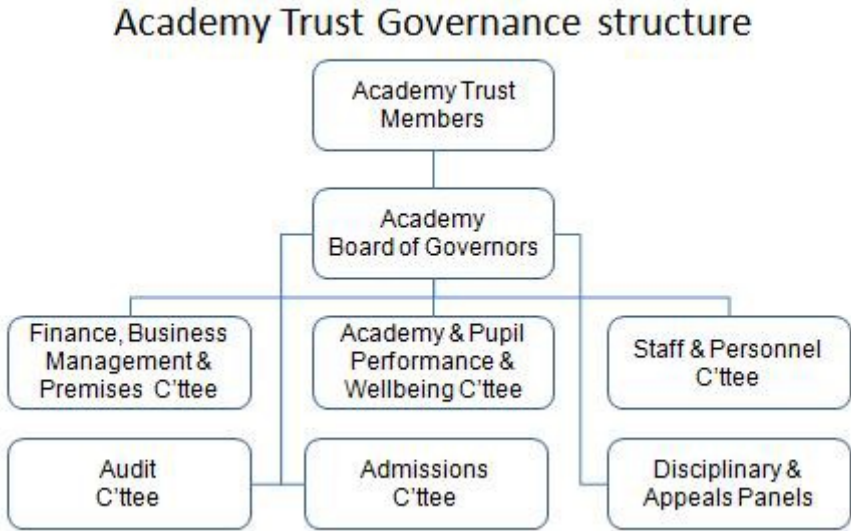 Academy Trust Governance structure
Academy Trust
Members
Academy
Board of Governors
Finance, Business
Management &
Premises C'ttee
Academy & Pupil
Performance &
Wellbeing C'ttee
Staff & Personnel
C'ttee
Audit
C'ttee
Admissions
C'ttee
Disciplinary &
Appeals Panels